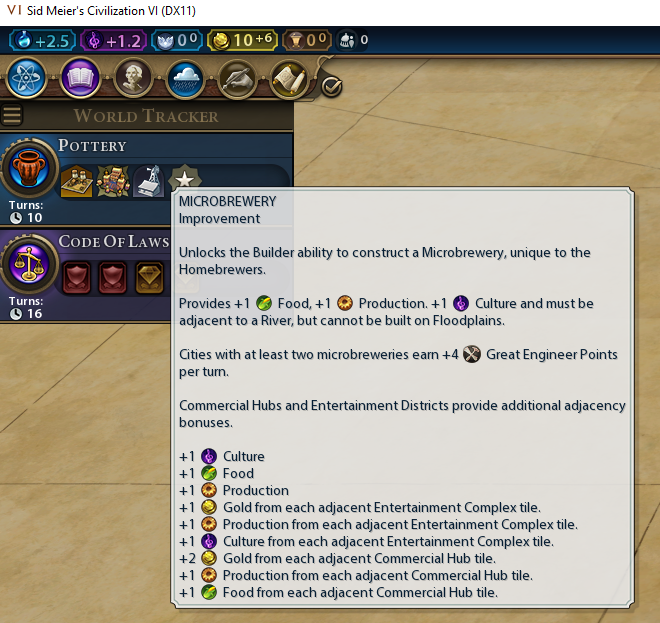 VI Sid Meier's Civilization VI (DX11)
+2.5 +1.2 0 0 10 +6 0 0 0
WORLD TRACKER
POTTERY
Turns:
10
CODE OF LAWS
Turns:
16
MICROBREWERY
Improvement
Unlocks the Builder ability to construct a Microbrewery, unique to the
Homebrewers.
Provides +1 Food, +1 Production. +1 Culture and must be
adjacent to a River, but cannot be built on Floodplains.
Cities with at least two microbreweries earn +4 Great Engineer Points
per turn.
Commercial Hubs and Entertainment Districts provide additional adjacency
bonuses.
+1 Culture
+1 Food
+1 Production
+1 Gold from each adjacent Entertainment Complex tile.
+1 Production from each adjacent Entertainment Complex tile.
+1 Culture from each adjacent Entertainment Complex tile.
+2 Gold from each adjacent Commercial Hub tile.
+1 Production from each adjacent Commercial Hub tile.
+1 Food from each adjacent Commercial Hub tile.